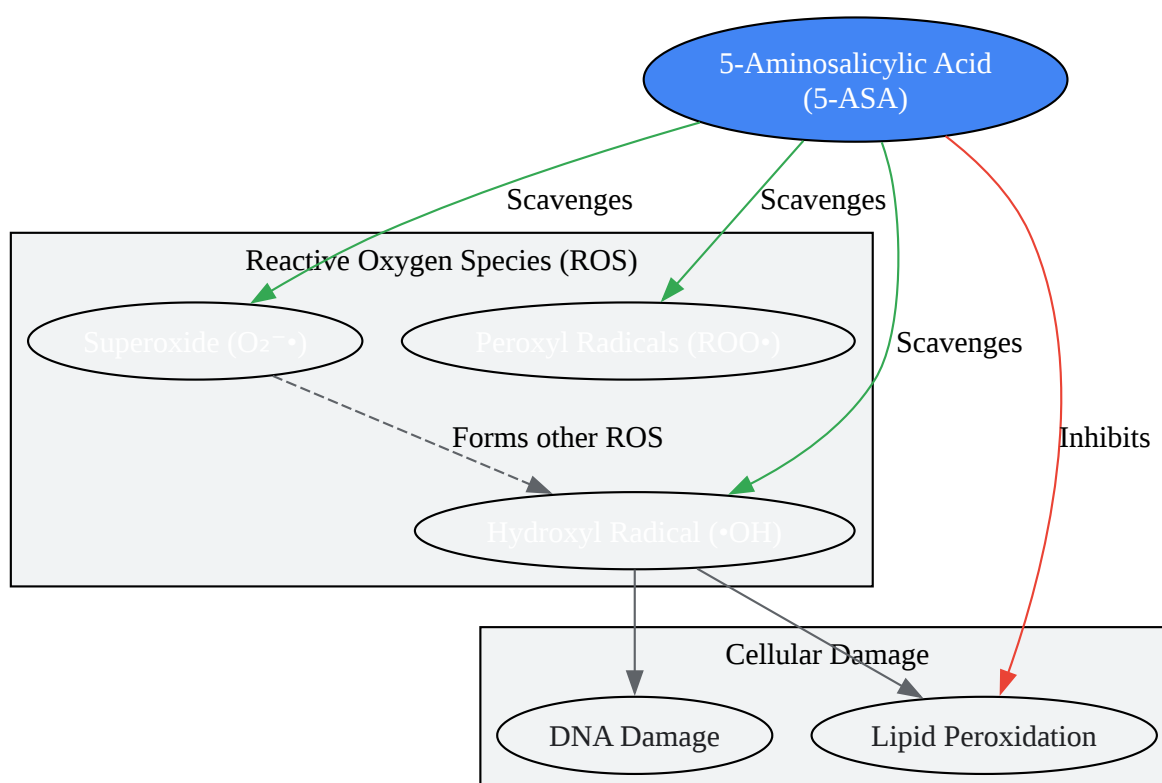 5-Aminosalicylic Acid
(5-ASA)
Scavenges
Scavenges
Reactive Oxygen Species (ROS)
Superoxide (O₂⁻•)
Peroxyl Radicals (ROO•)
Scavenges
Forms other ROS
Inhibits
Hydroxyl Radical (•OH)
Cellular Damage
DNA Damage
Lipid Peroxidation